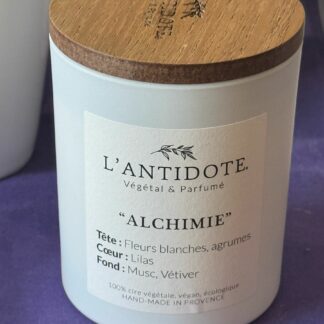 L'ANTIDOTE.
Végétal & Parfumé
"ALCHIMIE"
Tête : Fleurs blanches, agrumes
Cœur : Lilas
Fond : Musc, Vétiver
100% cire végétale, végan, écologique
HAND-MADE IN PROVENCE